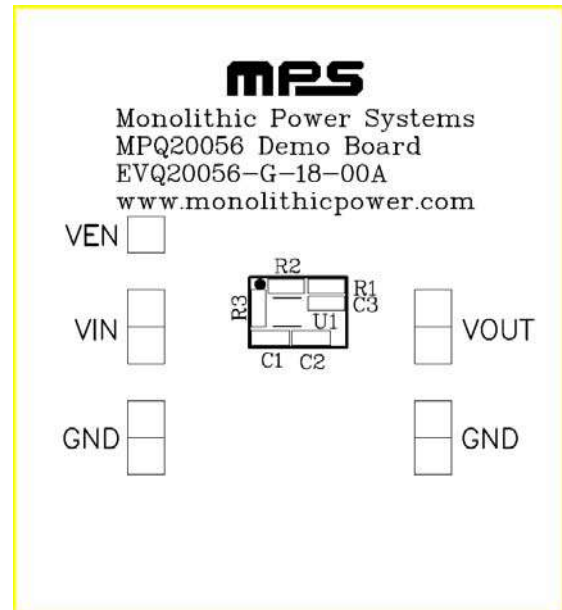 mps
Monolithic Power Systems
MPQ20056 Demo Board
EVQ20056-G-18-00A
www.monolithicpower.com
VEN
R2
R1
R3
C3
U1
VIN
VOUT
C1 C2
GND
GND